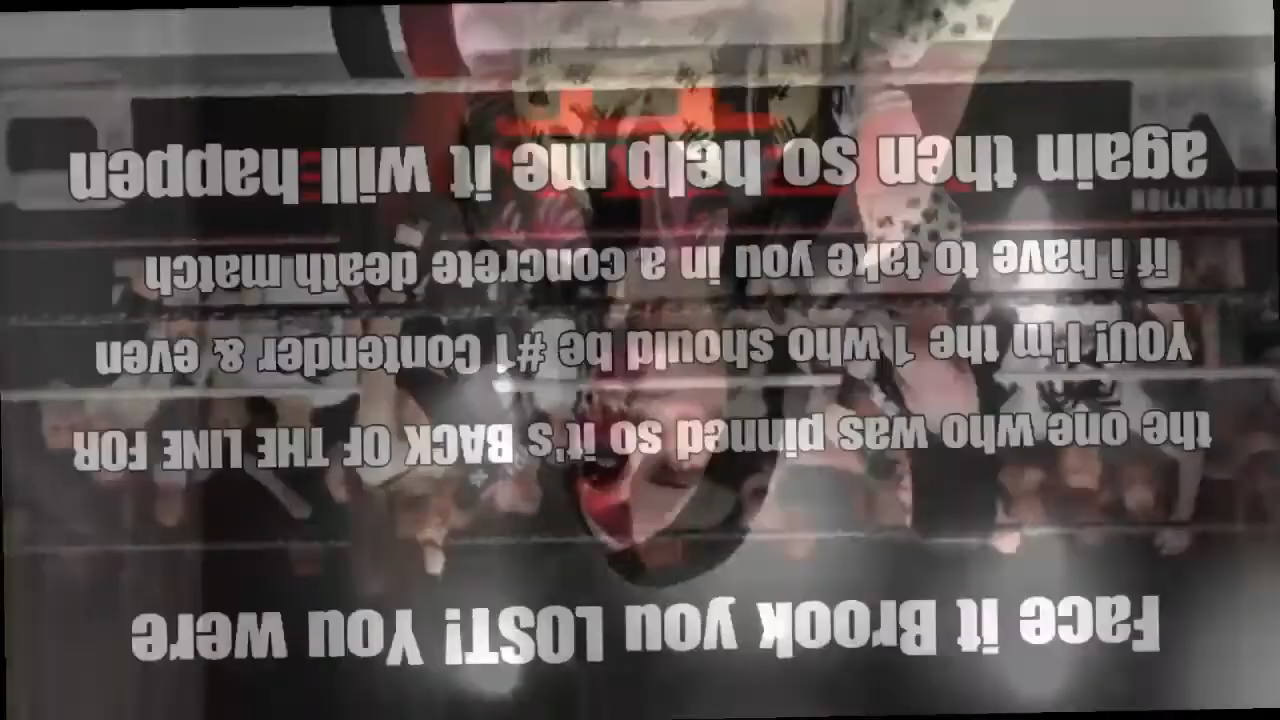 Face it Brook you LOST! You were
the one who was pinned so it's BACK OF THE LINE FOR
YOU! I'm the 1 who should be #1 Contender & even
if i have to take you in a concrete death match
again then so help me it will happen